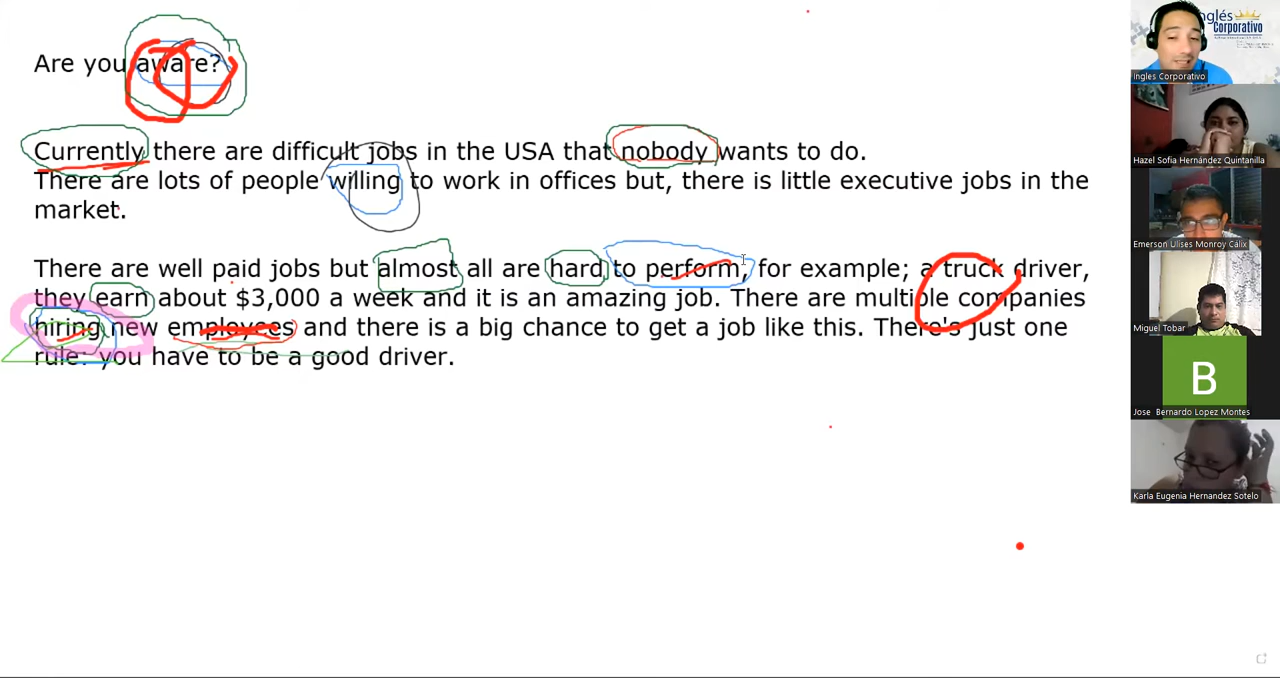 Are you aware?
Currently there are difficult jobs in the USA that nobody wants to do.
There are lots of people willing to work in offices but, there is little executive jobs in the
market.
There are well paid jobs but almost all are hard to perform, for example; a truck driver,
they earn about $3,000 a week and it is an amazing job. There are multiple companies
hiring new employees and there is a big chance to get a job like this. There's just one
rule: you have to be a good driver.
Inglés
Corporativo
Ingles Corporativo
Hazel Sofia Hernández Quintanilla
Emerson Ulises Monroy Cálix
Miguel Tobar
B
Jose Bernardo Lopez Montes
Karla Eugenia Hernandez Sotelo